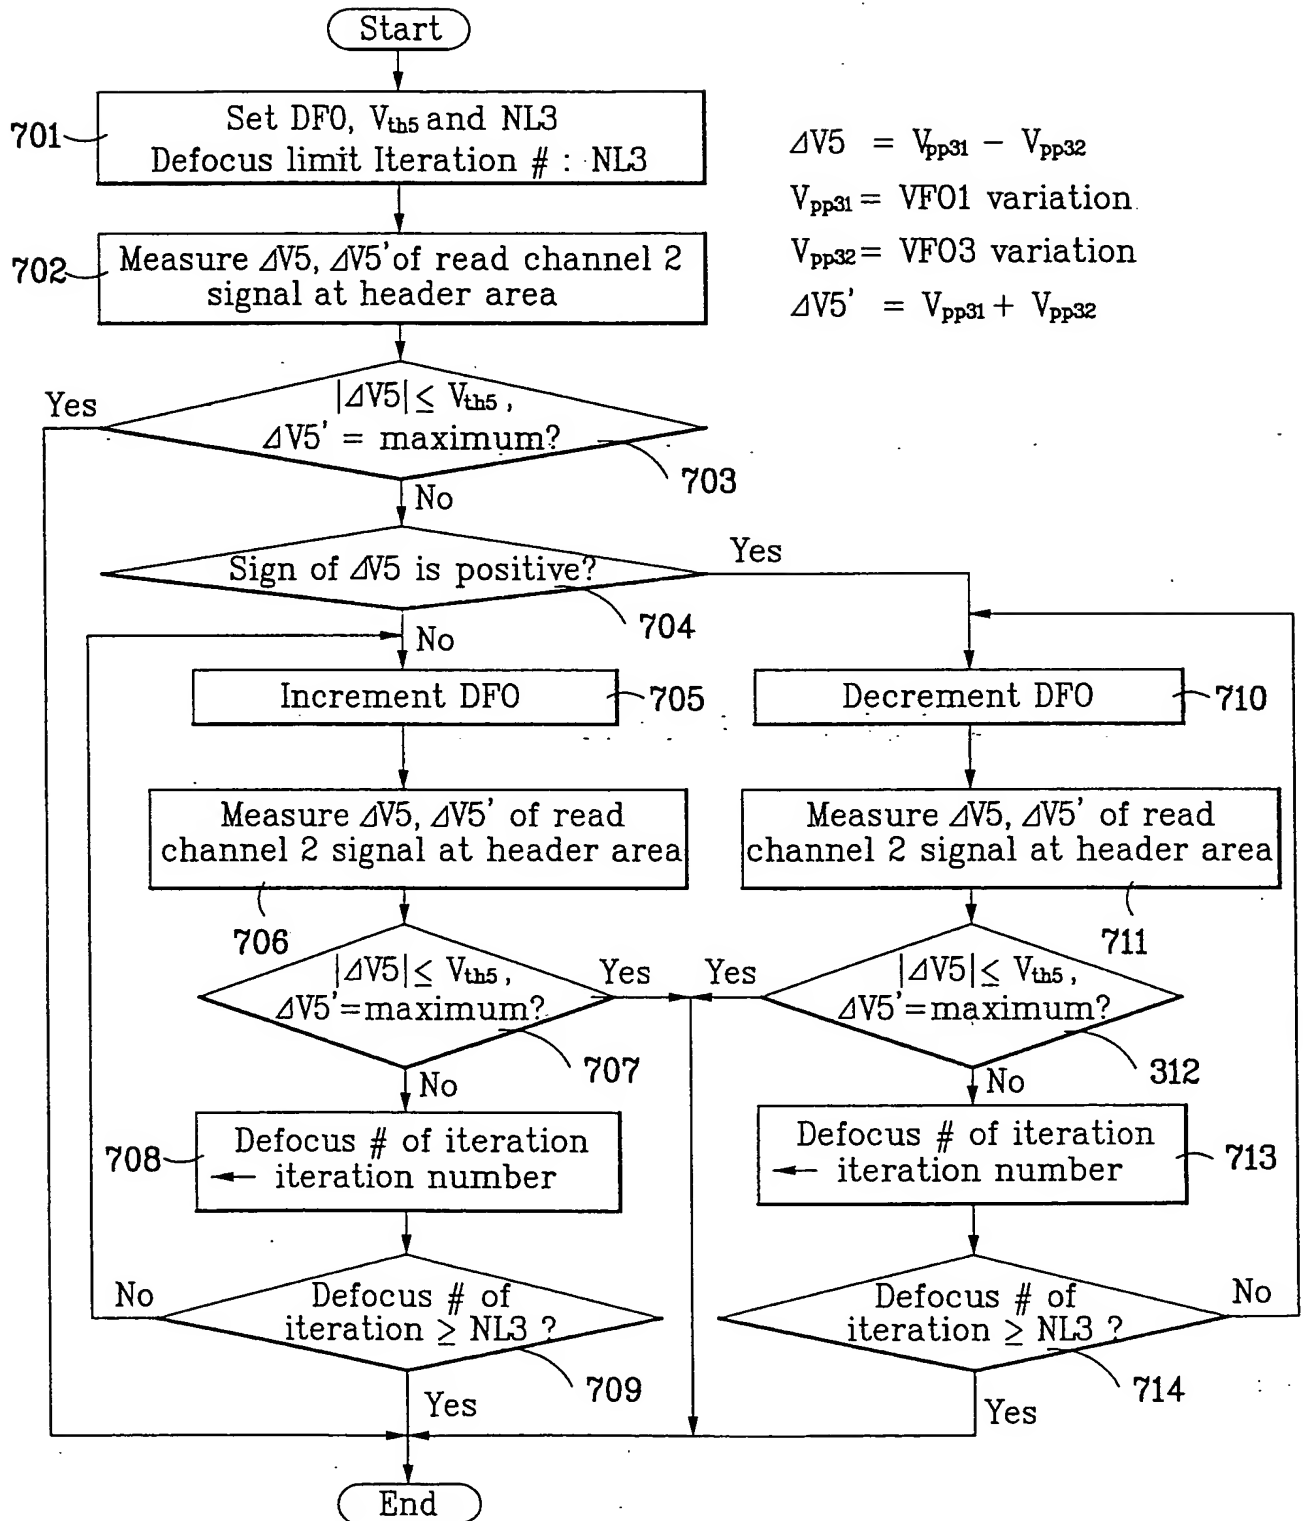 Start
701
Set DFO, Vth5 and NL3
Defocus limit Iteration # : NL3
ΔV5 = Vpp31 − Vpp32
Vpp31 = VFO1 variation
Vpp32 = VFO3 variation
ΔV5' = Vpp31 + Vpp32
702
Measure ΔV5, ΔV5' of read channel 2
signal at header area
Yes
|ΔV5| ≤ Vth5 ,
ΔV5' = maximum?
703
No
Sign of ΔV5 is positive?
Yes
704
No
Increment DFO
705
Decrement DFO
710
Measure ΔV5, ΔV5' of read
channel 2 signal at header area
706
Measure ΔV5, ΔV5' of read
channel 2 signal at header area
711
|ΔV5| ≤ Vth5 ,
ΔV5'=maximum?
Yes
707
Yes
|ΔV5| ≤ Vth5 ,
ΔV5'=maximum?
312
No
No
708
Defocus # of iteration
← iteration number
Defocus # of iteration
← iteration number
713
No
Defocus # of
iteration ≥ NL3 ?
709
Yes
Defocus # of
iteration ≥ NL3 ?
No
714
Yes
End